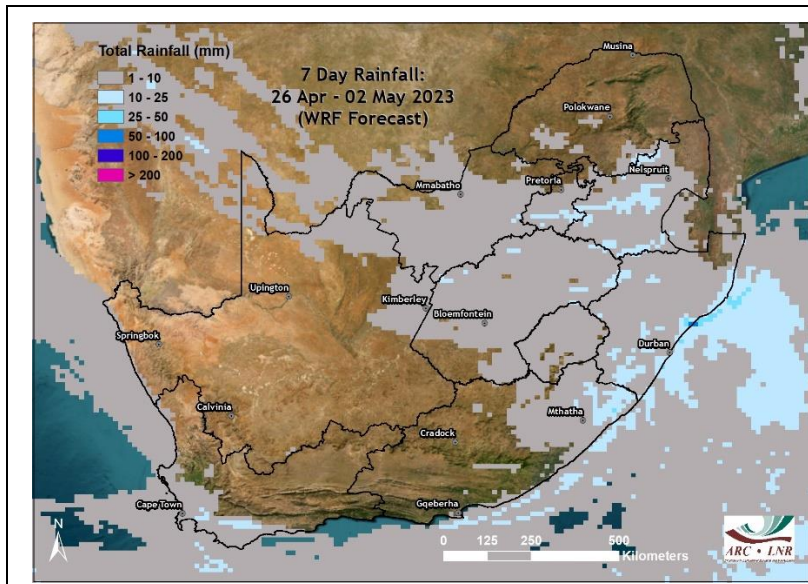 Total Rainfall (mm)
1 - 10
10 - 25
25 - 50
50 - 100
100 - 200
> 200
7 Day Rainfall:
26 Apr - 02 May 2023
(WRF Forecast)
Musina
Polokwane
Mmabatho
Pretoria
Nelspruit
Upington
Kimberley
Bloemfontein
Springbok
Durban
Calvinia
Mthatha
Cradock
Cape Town
Gqeberha
N
0 125 250 500
Kilometers
ARC • LNR